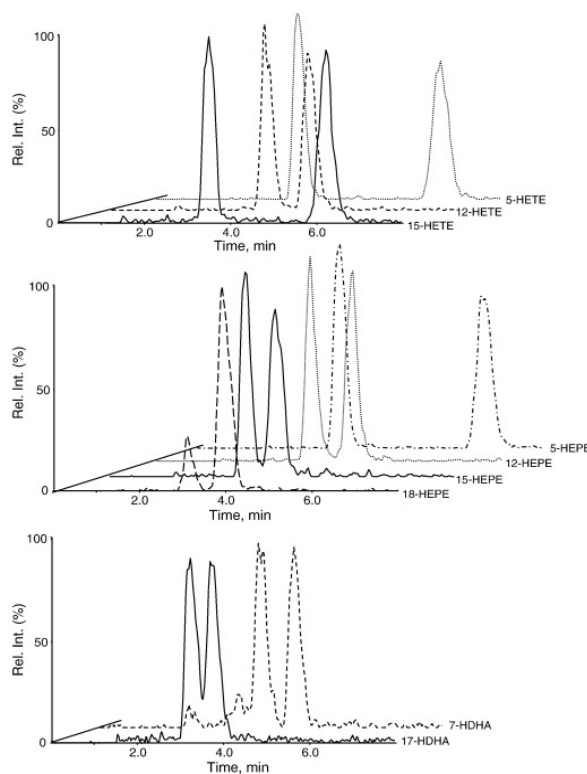 100
50
0
Rel. Int. (%)
2.0 4.0 6.0
Time, min
5-HETE
12-HETE
15-HETE
100
50
0
Rel. Int. (%)
4.0 6.0
Time, min
5-HEPE
12-HEPE
15-HEPE
18-HEPE
100
50
0
Rel. Int. (%)
2.0 4.0 6.0
Time, min
7-HDHA
17-HDHA